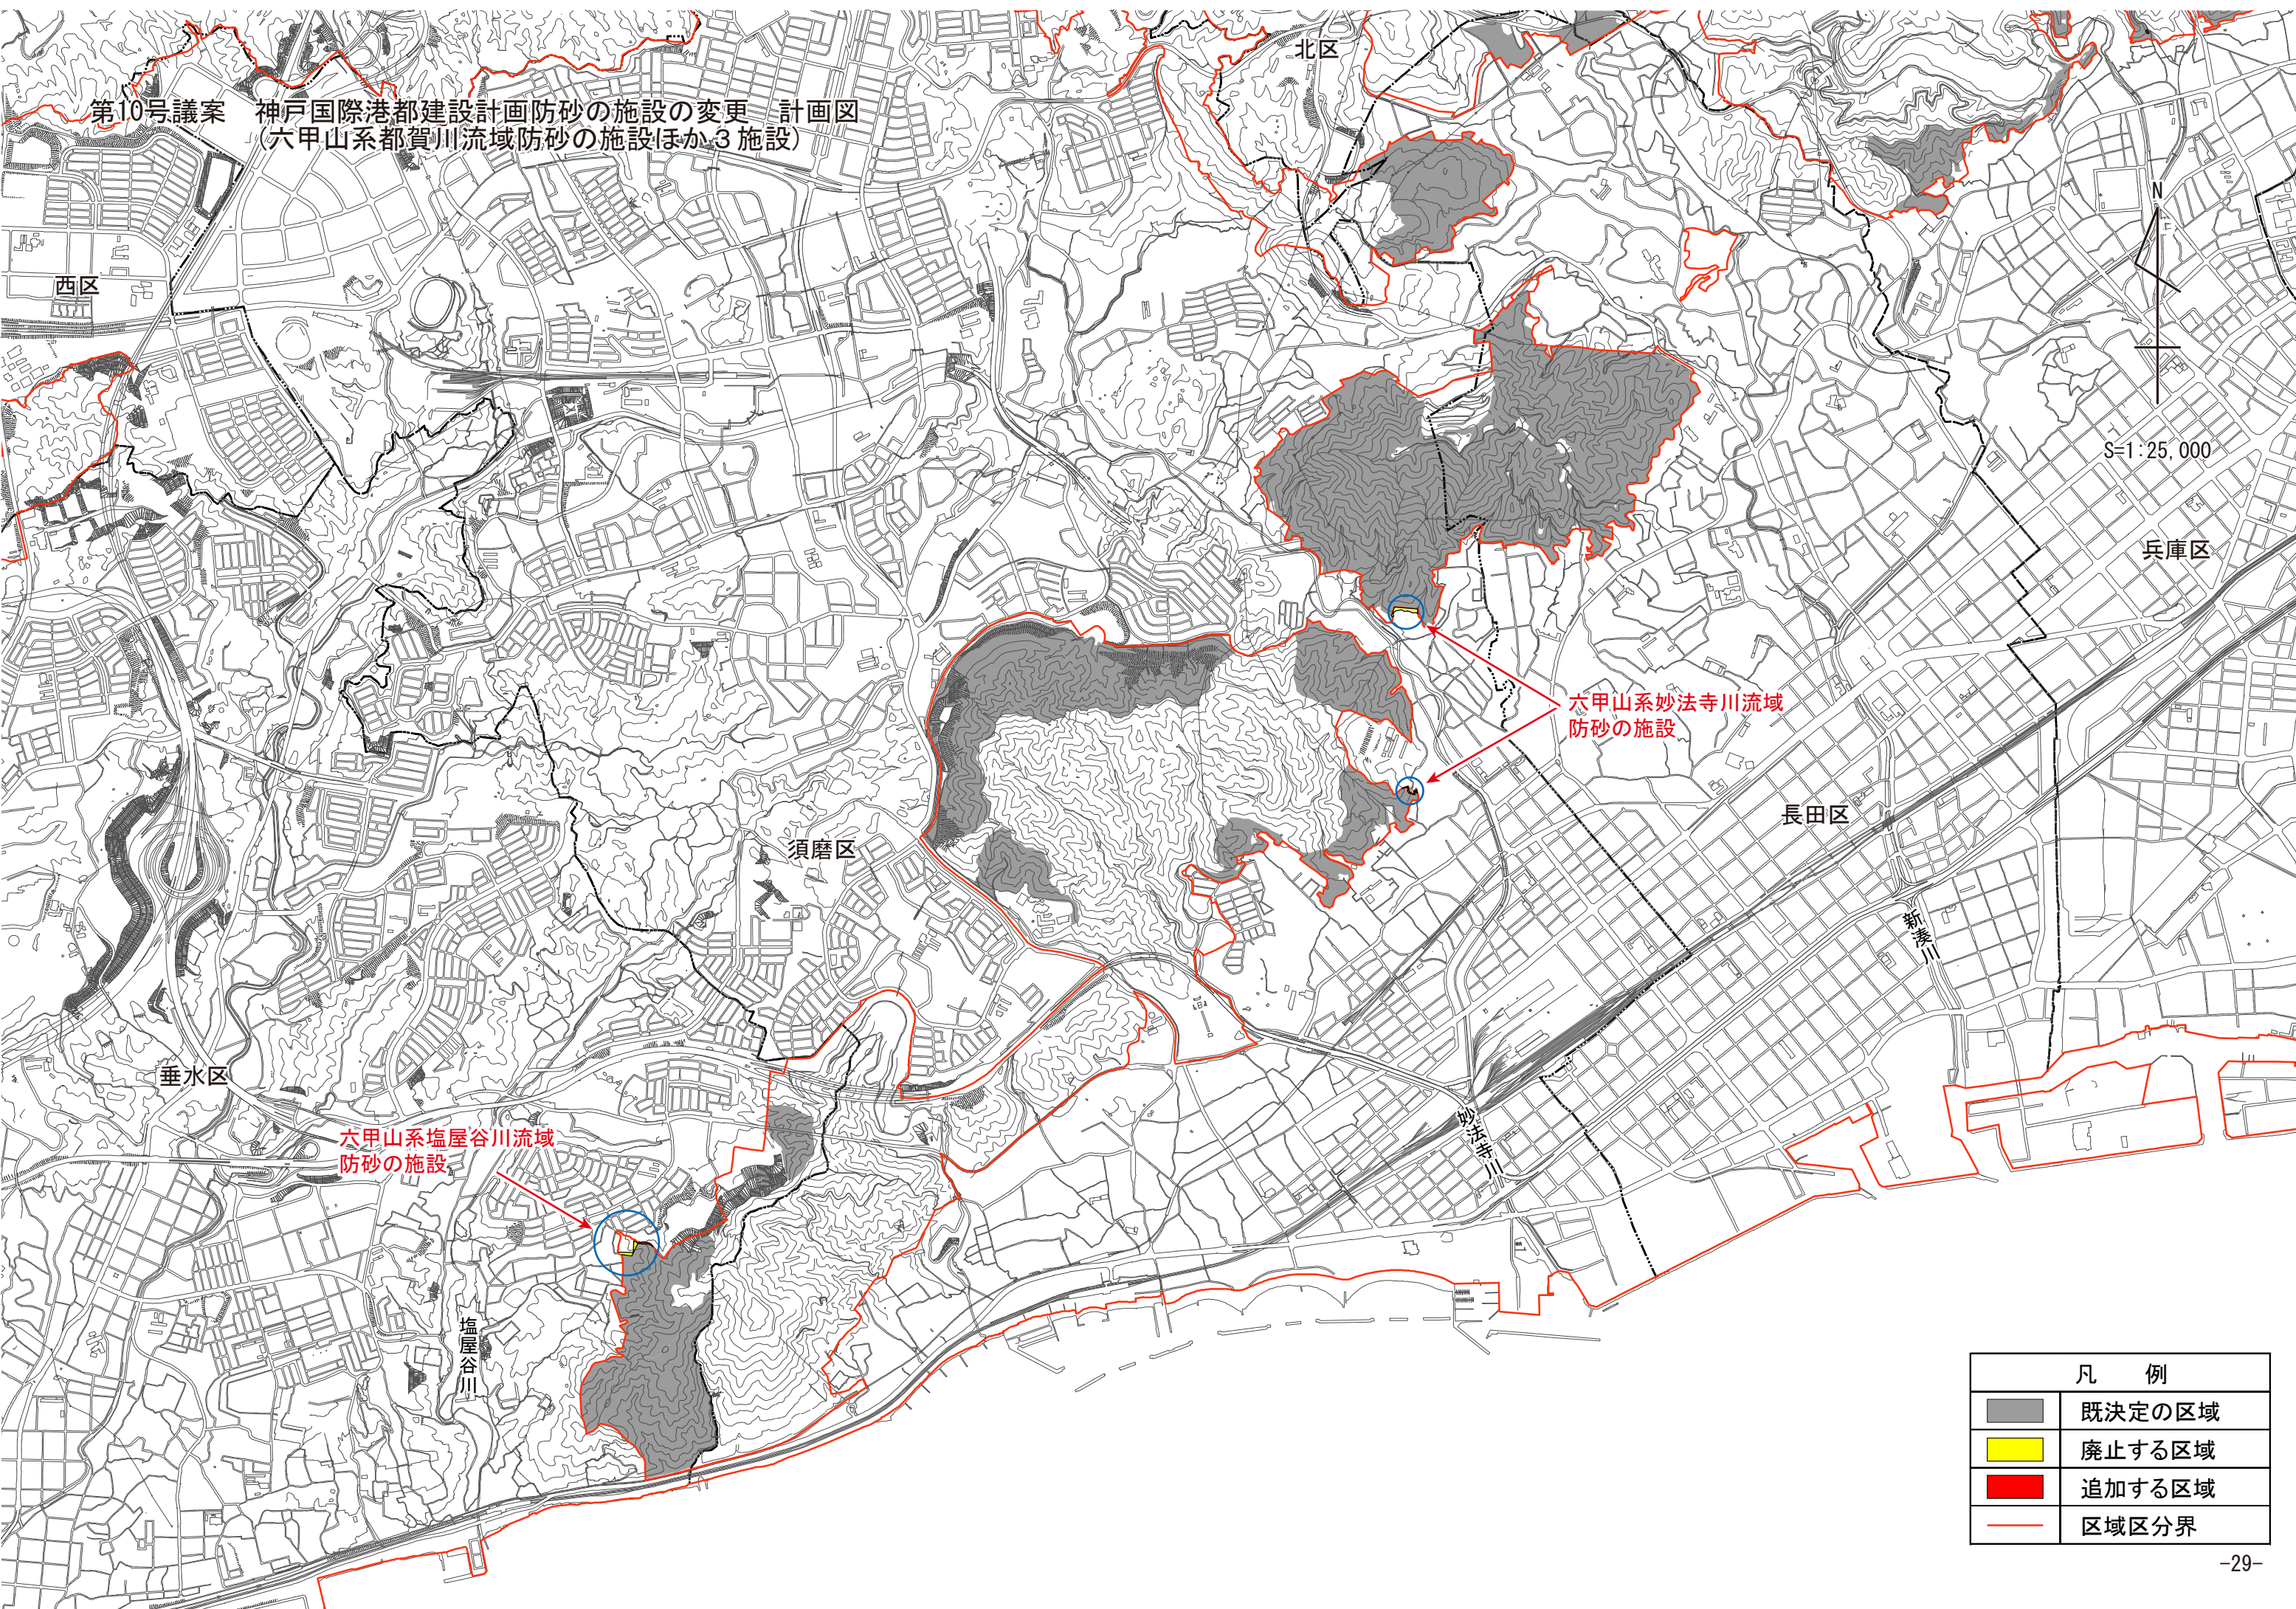 第10号議案　神戸国際港都建設計画防砂の施設の変更　計画図
（六甲山系都賀川流域防砂の施設ほか３施設）
北区
西区
N
S=1:25,000
兵庫区
六甲山系妙法寺川流域
防砂の施設
長田区
須磨区
新湊川
垂水区
妙法寺川
六甲山系塩屋谷川流域
防砂の施設
塩屋谷川
凡　例
既決定の区域
廃止する区域
追加する区域
区域区分界
-29-